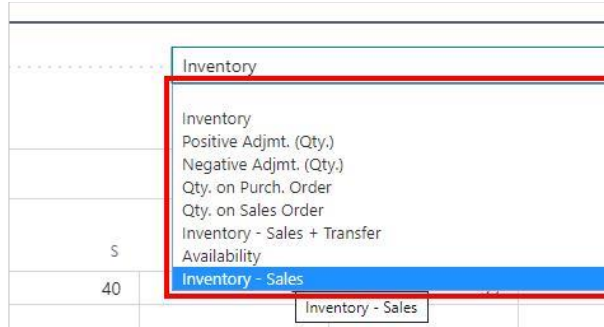 Inventory
Inventory
Positive Adjmt. (Qty.)
Negative Adjmt. (Qty.)
Qty. on Purch. Order
Qty. on Sales Order
Inventory - Sales + Transfer
S
Availability
Inventory - Sales
40
Inventory - Sales